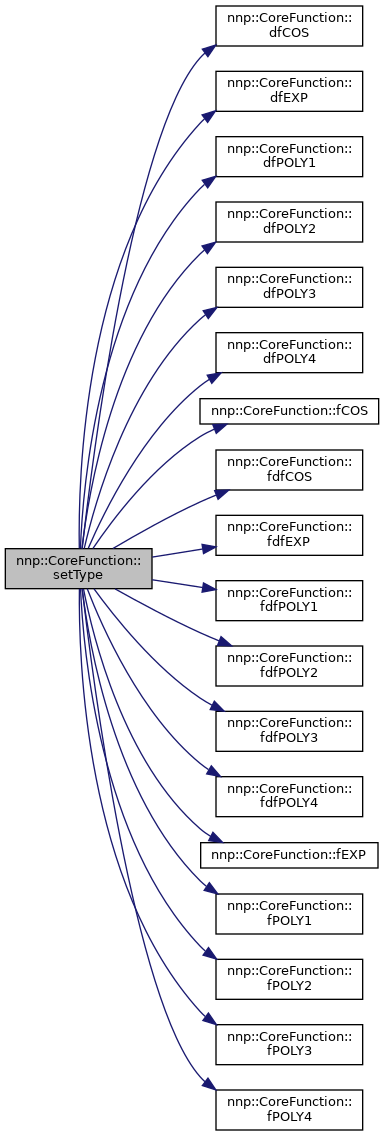 nnp::CoreFunction::
dfCOS
nnp::CoreFunction::
dfEXP
nnp::CoreFunction::
dfPOLY1
nnp::CoreFunction::
dfPOLY2
nnp::CoreFunction::
dfPOLY3
nnp::CoreFunction::
dfPOLY4
nnp::CoreFunction::fCOS
nnp::CoreFunction::
fdfCOS
nnp::CoreFunction::
fdfEXP
nnp::CoreFunction::
setType
nnp::CoreFunction::
fdfPOLY1
nnp::CoreFunction::
fdfPOLY2
nnp::CoreFunction::
fdfPOLY3
nnp::CoreFunction::
fdfPOLY4
nnp::CoreFunction::fEXP
nnp::CoreFunction::
fPOLY1
nnp::CoreFunction::
fPOLY2
nnp::CoreFunction::
fPOLY3
nnp::CoreFunction::
fPOLY4